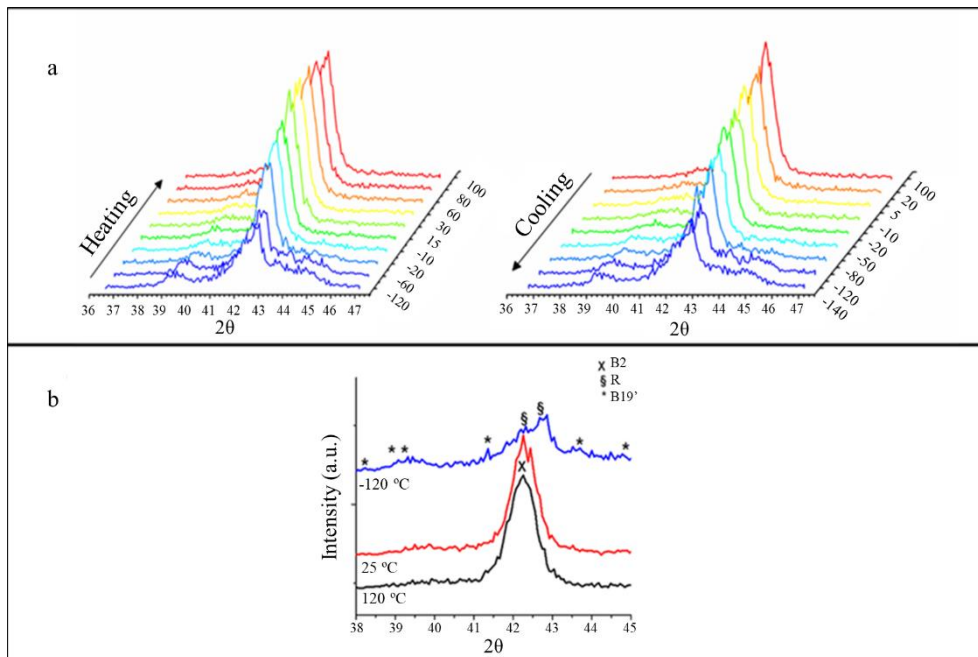 a
Heating
100
80
60
30
15
-10
-20
-60
-120
36 37 38 39 40 41 42 43 44 45 46 47
2θ
Cooling
100
20
5
-10
-20
-50
-80
-120
-140
36 37 38 39 40 41 42 43 44 45 46 47
2θ
b
x B2
§ R
* B19’
Intensity (a.u.)
* * * * § § * *
-120 ºC
x
25 ºC
120 ºC
38 39 40 41 42 43 44 45
2θ